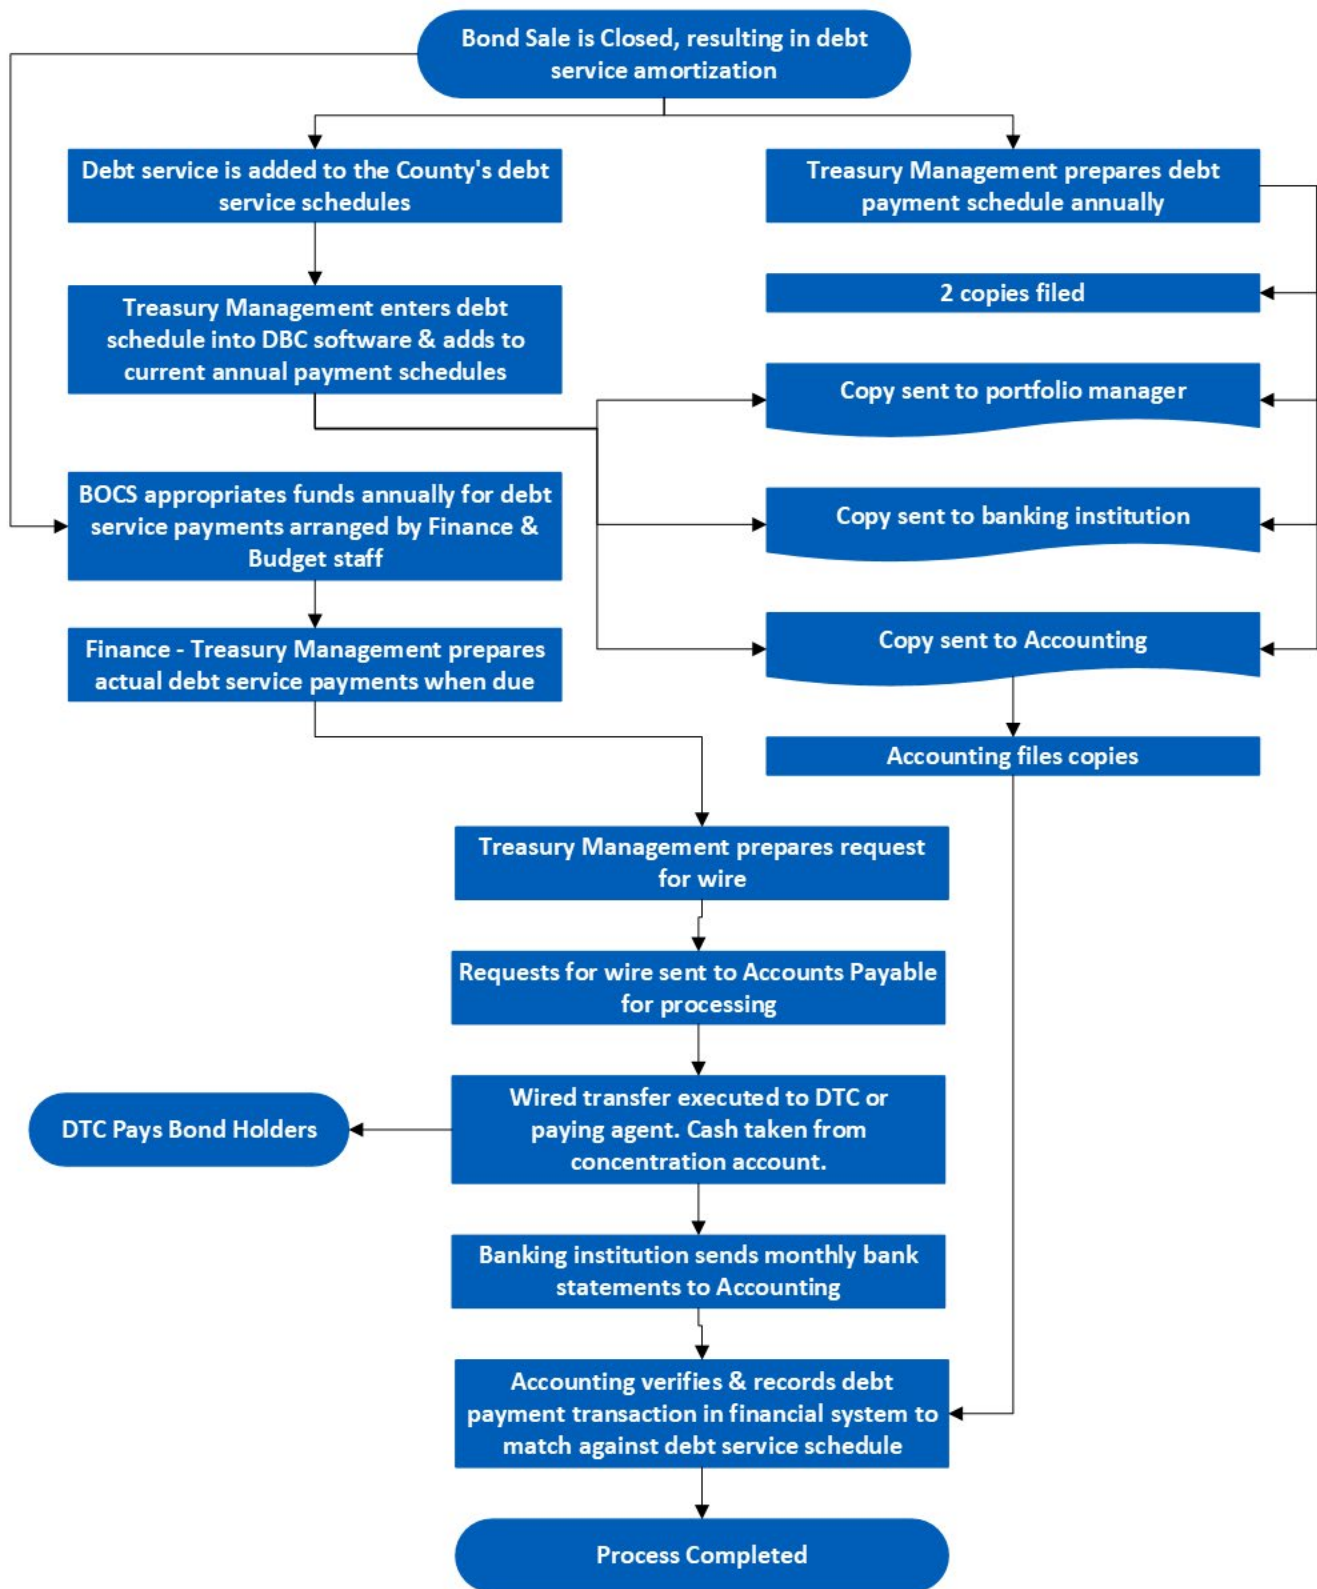 Bond Sale is Closed, resulting in debt
service amortization
Debt service is added to the County's debt
service schedules
Treasury Management prepares debt
payment schedule annually
Treasury Management enters debt
schedule into DBC software & adds to
current annual payment schedules
2 copies filed
Copy sent to portfolio manager
BOCS appropriates funds annually for debt
service payments arranged by Finance &
Budget staff
Copy sent to banking institution
Finance - Treasury Management prepares
actual debt service payments when due
Copy sent to Accounting
Accounting files copies
Treasury Management prepares request
for wire
Requests for wire sent to Accounts Payable
for processing
Wired transfer executed to DTC or
paying agent. Cash taken from
concentration account.
DTC Pays Bond Holders
Banking institution sends monthly bank
statements to Accounting
Accounting verifies & records debt
payment transaction in financial system to
match against debt service schedule
Process Completed